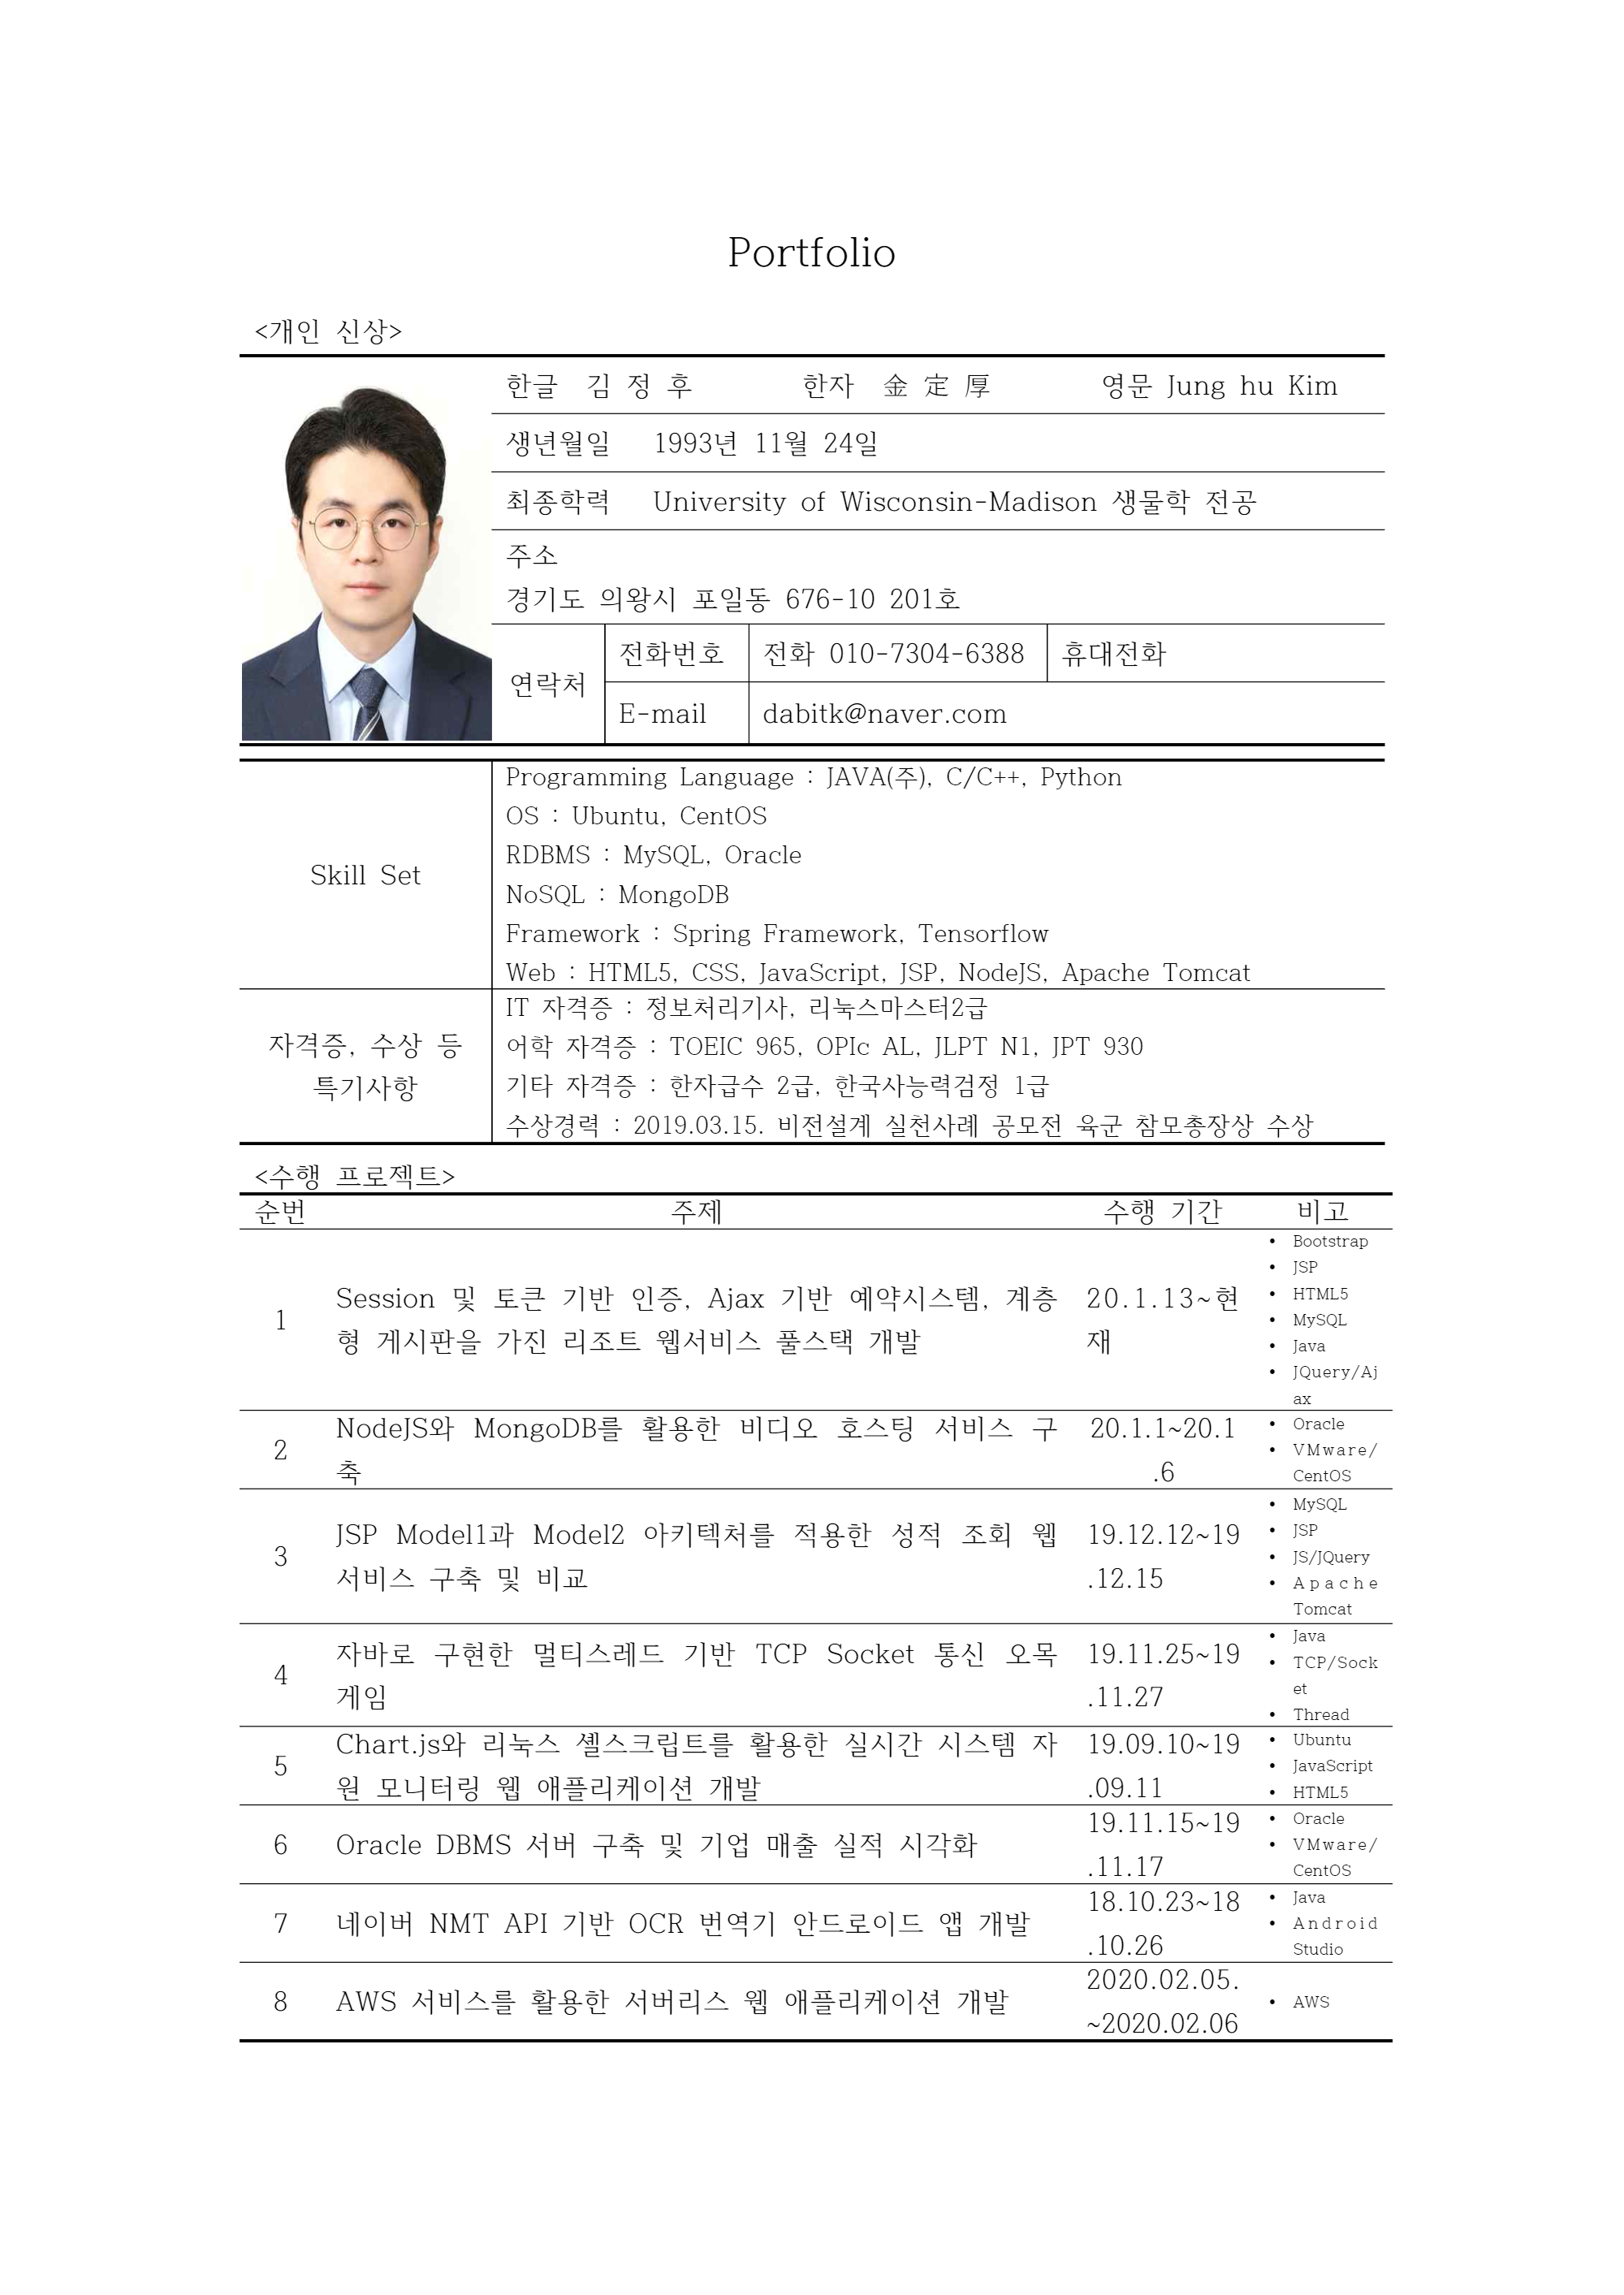 Portfolio
<개인 신상>
한글 김 정 후 한자 金 定 厚 영문 Jung hu Kim
생년월일 1993년 11월 24일
최종학력 University of Wisconsin-Madison 생물학 전공
주소
경기도 의왕시 포일동 676-10 201호
연락처
전화번호 전화 010-7304-6388 휴대전화
E-mail dabitk@naver.com
Skill Set
Programming Language : JAVA(주), C/C++, Python
OS : Ubuntu, CentOS
RDBMS : MySQL, Oracle
NoSQL : MongoDB
Framework : Spring Framework, Tensorflow
Web : HTML5, CSS, JavaScript, JSP, NodeJS, Apache Tomcat
자격증, 수상 등
특기사항
IT 자격증 : 정보처리기사, 리눅스마스터2급
어학 자격증 : TOEIC 965, OPIc AL, JLPT N1, JPT 930
기타 자격증 : 한자급수 2급, 한국사능력검정 1급
수상경력 : 2019.03.15. 비전설계 실천사례 공모전 육군 참모총장상 수상
<수행 프로젝트>
순번 주제 수행 기간 비고
1
Session 및 토큰 기반 인증, Ajax 기반 예약시스템, 계층
형 게시판을 가진 리조트 웹서비스 풀스택 개발
20.1.13~현
재
• Bootstrap
• JSP
• HTML5
• MySQL
• Java
• JQuery/Aj
ax
2
NodeJS와 MongoDB를 활용한 비디오 호스팅 서비스 구
축
20.1.1~20.1
.6
• Oracle
• VMware/
CentOS
3
JSP Model1과 Model2 아키텍처를 적용한 성적 조회 웹
서비스 구축 및 비교
19.12.12~19
.12.15
• MySQL
• JSP
• JS/JQuery
• Apache
Tomcat
4
자바로 구현한 멀티스레드 기반 TCP Socket 통신 오목
게임
19.11.25~19
.11.27
• Java
• TCP/Sock
et
• Thread
5
Chart.js와 리눅스 셸스크립트를 활용한 실시간 시스템 자
원 모니터링 웹 애플리케이션 개발
19.09.10~19
.09.11
• Ubuntu
• JavaScript
• HTML5
6
Oracle DBMS 서버 구축 및 기업 매출 실적 시각화
19.11.15~19
.11.17
• Oracle
• VMware/
CentOS
7
네이버 NMT API 기반 OCR 번역기 안드로이드 앱 개발
18.10.23~18
.10.26
• Java
• Android
Studio
8
AWS 서비스를 활용한 서버리스 웹 애플리케이션 개발
2020.02.05.
~2020.02.06
• AWS